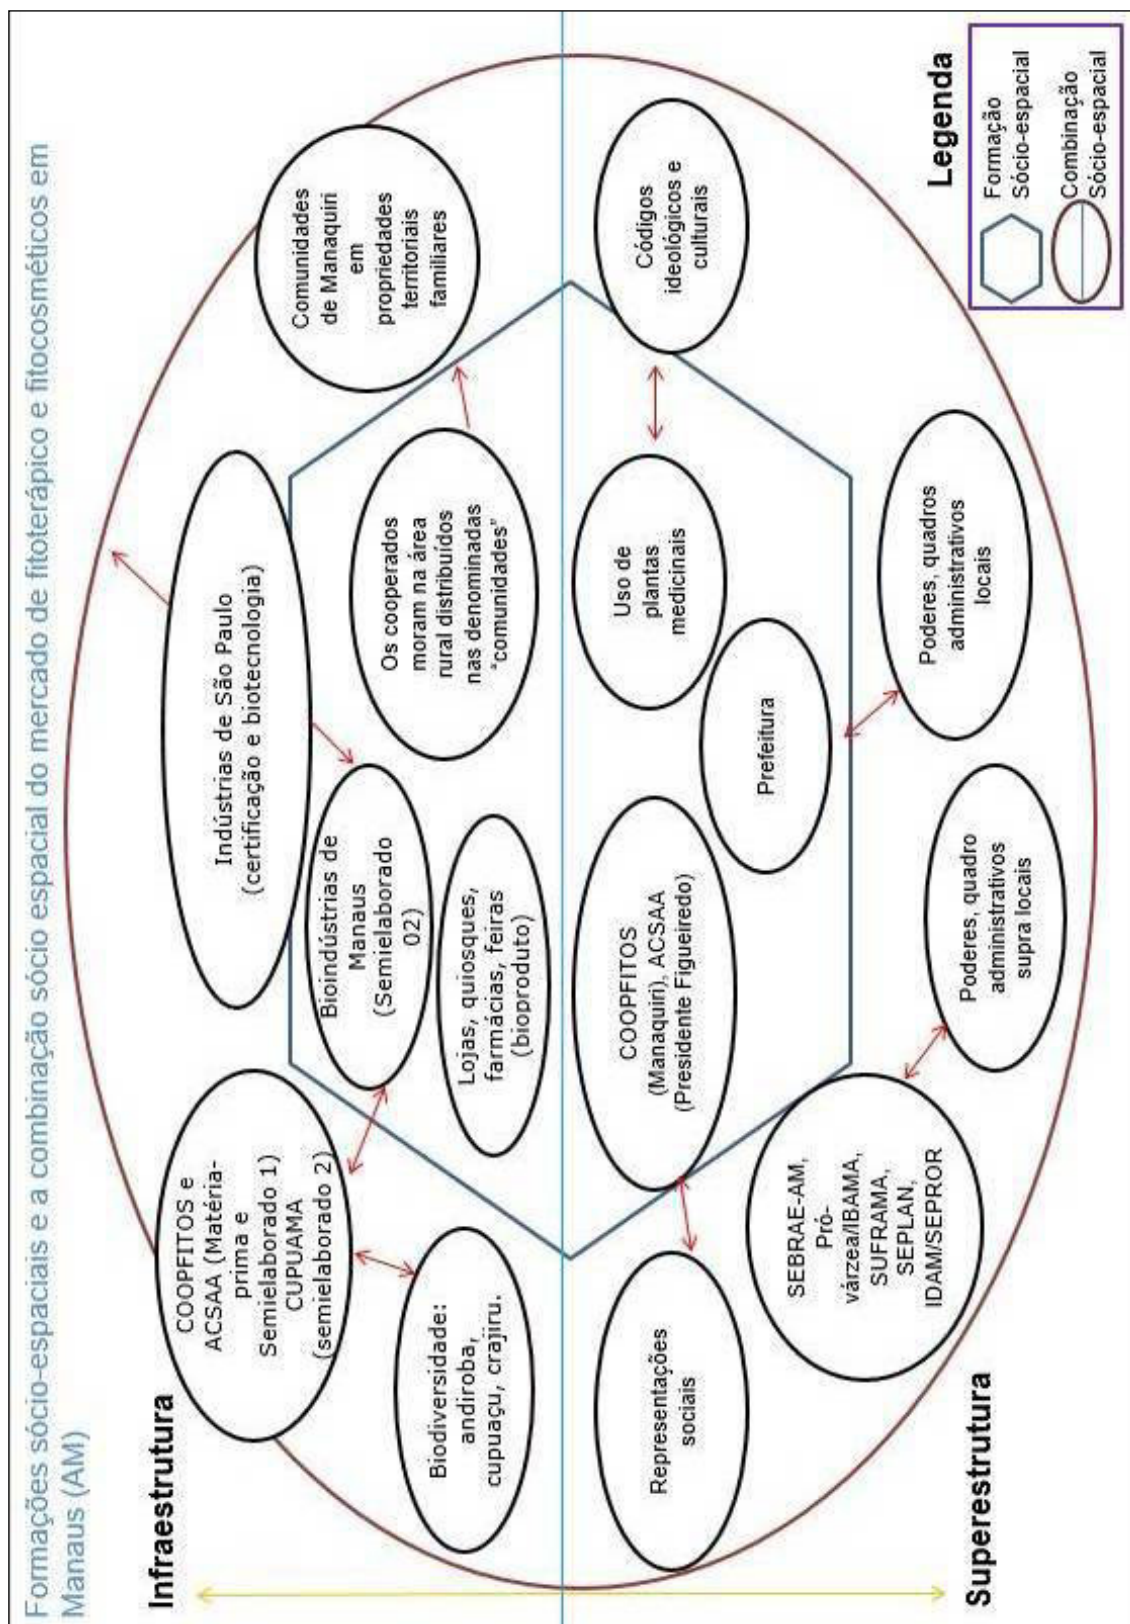 Formações sócio-espaciais e a combinação sócio espacial do mercado de fitoterápico e fitocosméticos em
Manaus (AM)
Infraestrutura
COOPFITOS e
ACSAA (Matéria-
prima e
Semielaborado 1)
CUPUAMA
(semielaborado 2)
Indústrias de São Paulo
(certificação e biotecnologia)
Comunidades
de Manaquiri
em
propriedades
territoriais
familiares
Biodiversidade:
andiroba,
cupuaçu, crajiru.
Bioindústrias de
Manaus
(Semielaborado
02)
Lojas, quiosques,
farmácias, feiras
(bioproduto)
Os cooperados
moram na área
rural distribuídos
nas denominadas
“comunidades”
Representações
sociais
COOPFITOS
(Manaquiri), ACSAA
(Presidente Figueiredo)
Uso de
plantas
medicinais
Códigos
ideológicos e
culturais
Prefeitura
SEBRAE-AM,
Pró-
várzea/IBAMA,
SUFRAMA,
SEPLAN,
IDAM/SEPROR
Poderes, quadro
administrativos
supra locais
Poderes, quadros
administrativos
locais
Superestrutura
Legenda
Formação
Sócio-espacial
Combinação
Sócio-espacial